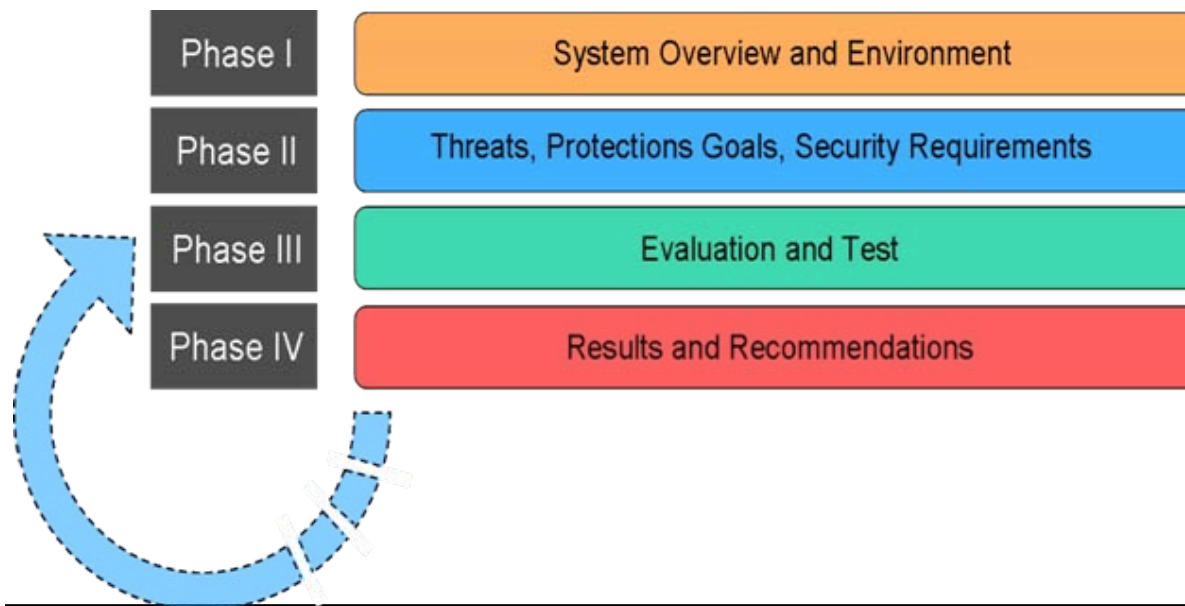 Phase I
System Overview and Environment
Phase II
Threats, Protections Goals, Security Requirements
Phase III
Evaluation and Test
Phase IV
Results and Recommendations